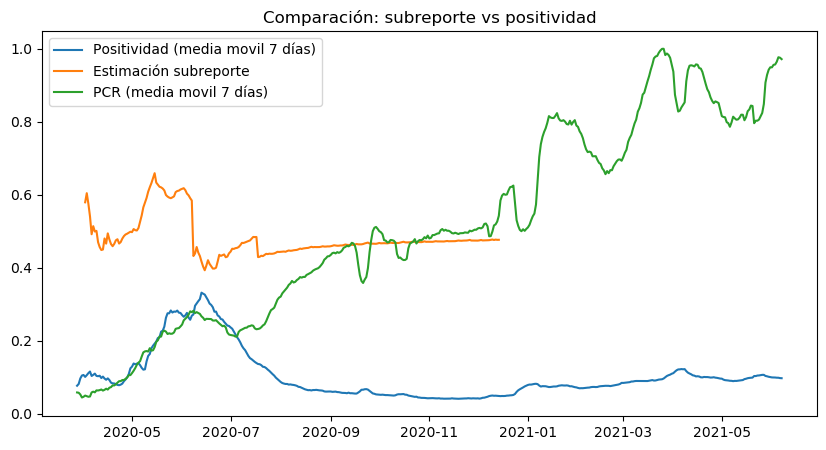 Comparación: subreporte vs positividad
Positividad (media movil 7 días)
Estimación subreporte
PCR (media movil 7 días)
1.0
0.8
0.6
0.4
0.2
0.0
2020-05 2020-07 2020-09 2020-11 2021-01 2021-03 2021-05